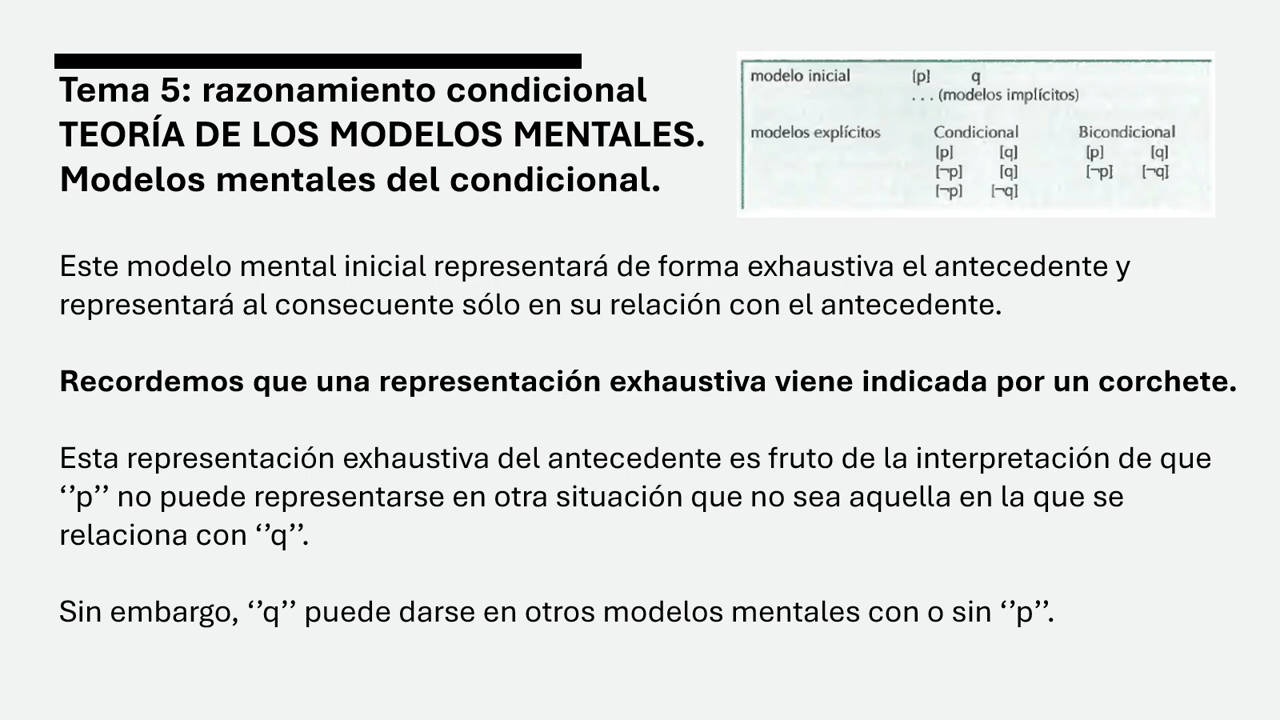 Tema 5: razonamiento condicional
TEORÍA DE LOS MODELOS MENTALES.
Modelos mentales del condicional.
modelo inicial [p] q
. . . (modelos implícitos)
modelos explícitos Condicional Bicondicional
[p] [q] [p] [q]
[¬p] [q] [¬p] [¬q]
[¬p] [¬q]
Este modelo mental inicial representará de forma exhaustiva el antecedente y
representará al consecuente sólo en su relación con el antecedente.
Recordemos que una representación exhaustiva viene indicada por un corchete.
Esta representación exhaustiva del antecedente es fruto de la interpretación de que
‘’p’’ no puede representarse en otra situación que no sea aquella en la que se
relaciona con ‘’q’’.
Sin embargo, ‘’q’’ puede darse en otros modelos mentales con o sin ‘’p’’.